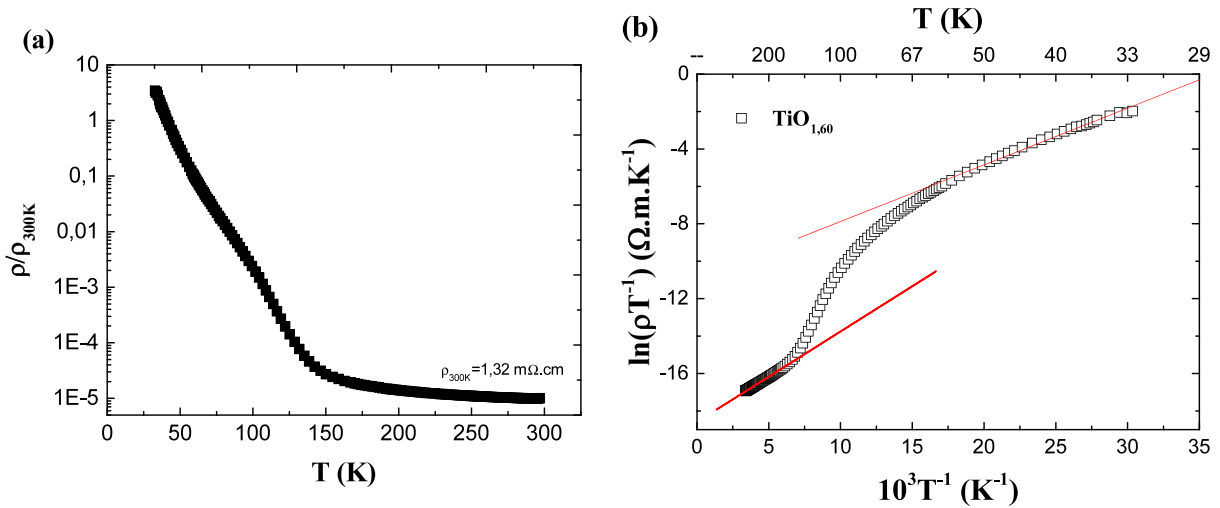 (a)
10
1
0,1
0,01
1E-3
1E-4
1E-5
ρ/ρ300K
ρ300K=1,32 mΩ.cm
0 50 100 150 200 250 300
T (K)
(b)
T (K)
-- 200 100 67 50 40 33 29
0
-4
-8
-12
-16
ln(ρT-1) (Ω.m.K-1)
TiO1,60
0 5 10 15 20 25 30 35
10³T-1 (K-1)